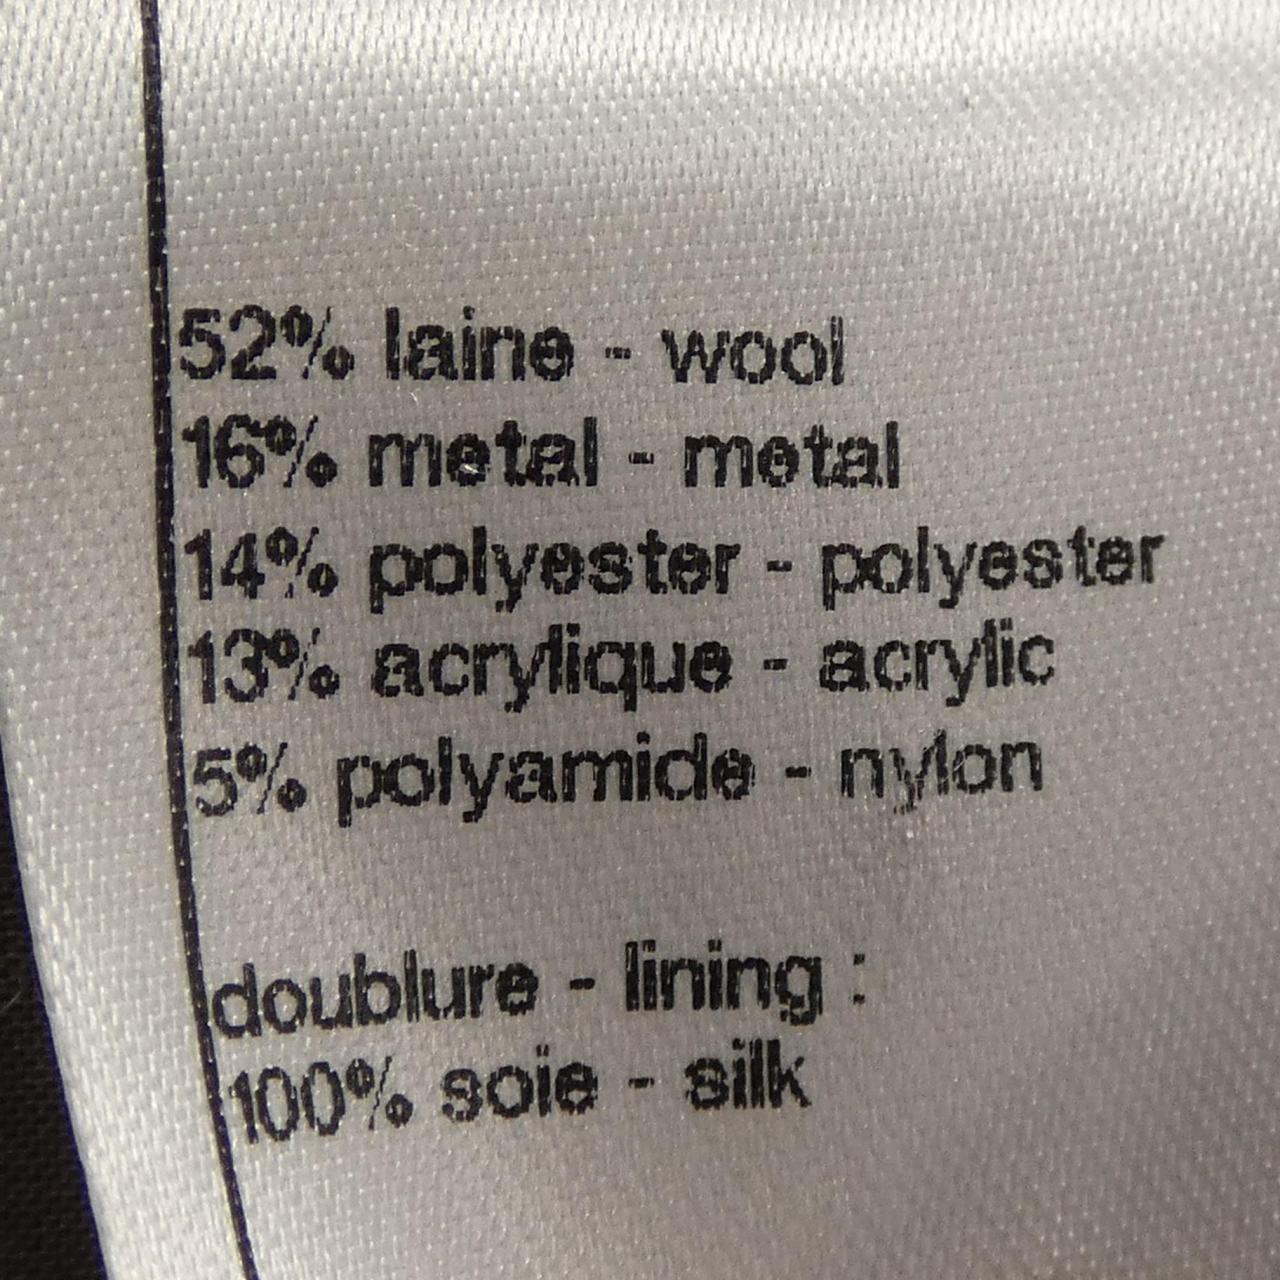 52% laine - wool
16% metal - metal
14% polyester - polyester
13% acrylique - acrylic
5% polyamide - nylon
doublure - lining :
100% soie - silk